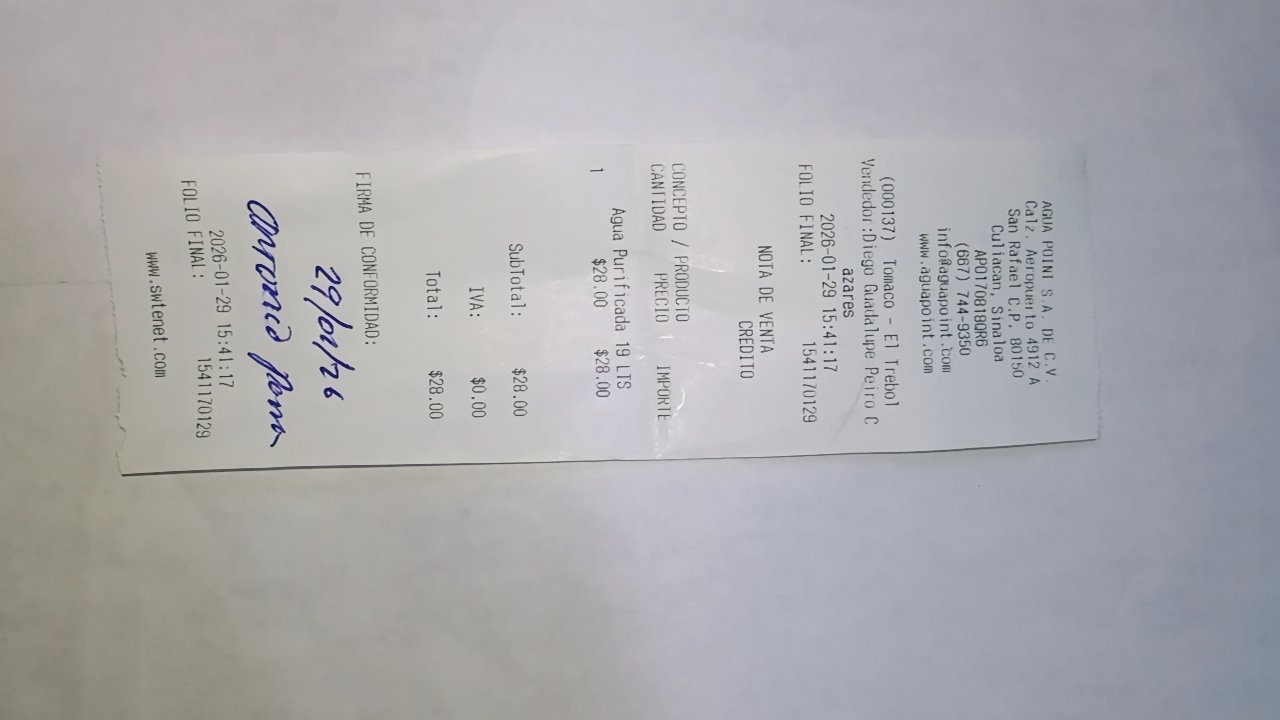 AGUA POINT S.A. DE C.V.
Calz. Aeropuerto 4912 A
San Rafael C.P. 80150
Culiacan, Sinaloa
APO170818QR6
(667) 744-9350
info@aguapoint.com
www.aguapoint.com
(000137) Tomaco - El Trebol
Vendedor:Diego Guadalupe Peiro C
azares
2026-01-29 15:41:17
FOLIO FINAL: 1541170129
NOTA DE VENTA
CREDITO
CONCEPTO / PRODUCTO
CANTIDAD PRECIO IMPORTE
Agua Purificada 19 LTS
1 $28.00 $28.00
SubTotal: $28.00
IVA: $0.00
Total: $28.00
FIRMA DE CONFORMIDAD:
2026-01-29 15:41:17
FOLIO FINAL: 1541170129
www.swtenet.com